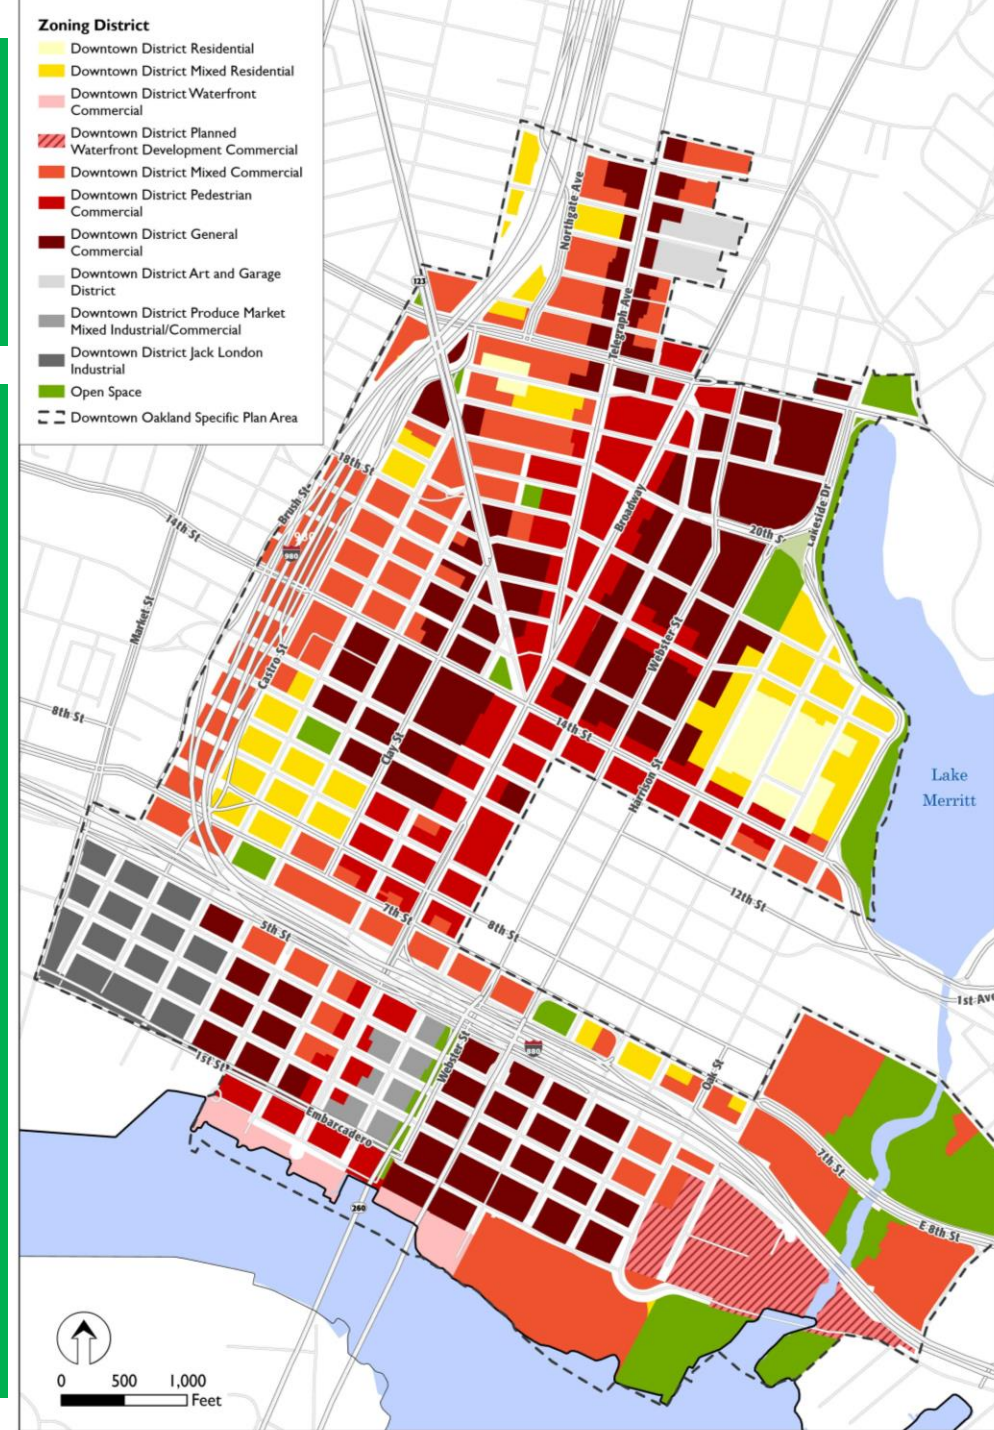 Zoning District
Downtown District Residential
Downtown District Mixed Residential
Downtown District Waterfront
Commercial
Downtown District Planned
Waterfront Development Commercial
Downtown District Mixed Commercial
Downtown District Pedestrian
Commercial
Downtown District General
Commercial
Downtown District Art and Garage
District
Downtown District Produce Market
Mixed Industrial/Commercial
Downtown District Jack London
Industrial
Open Space
Downtown Oakland Specific Plan Area
Northgate Ave
123
Telegraph Ave
18th St
Brush St
14th St
980
980
Broadway
20th S
Lakeside Dr
Market St
Castro St
Webster St
8th St
14th St
Clay St
Harrison St
Lake
Merritt
12th St
7th St
8th St
5th St
1st Ave
Webster St
880
Oak St
1st St
Embarcadero
7th St
E 8th St
260
0 500 1,000
Feet